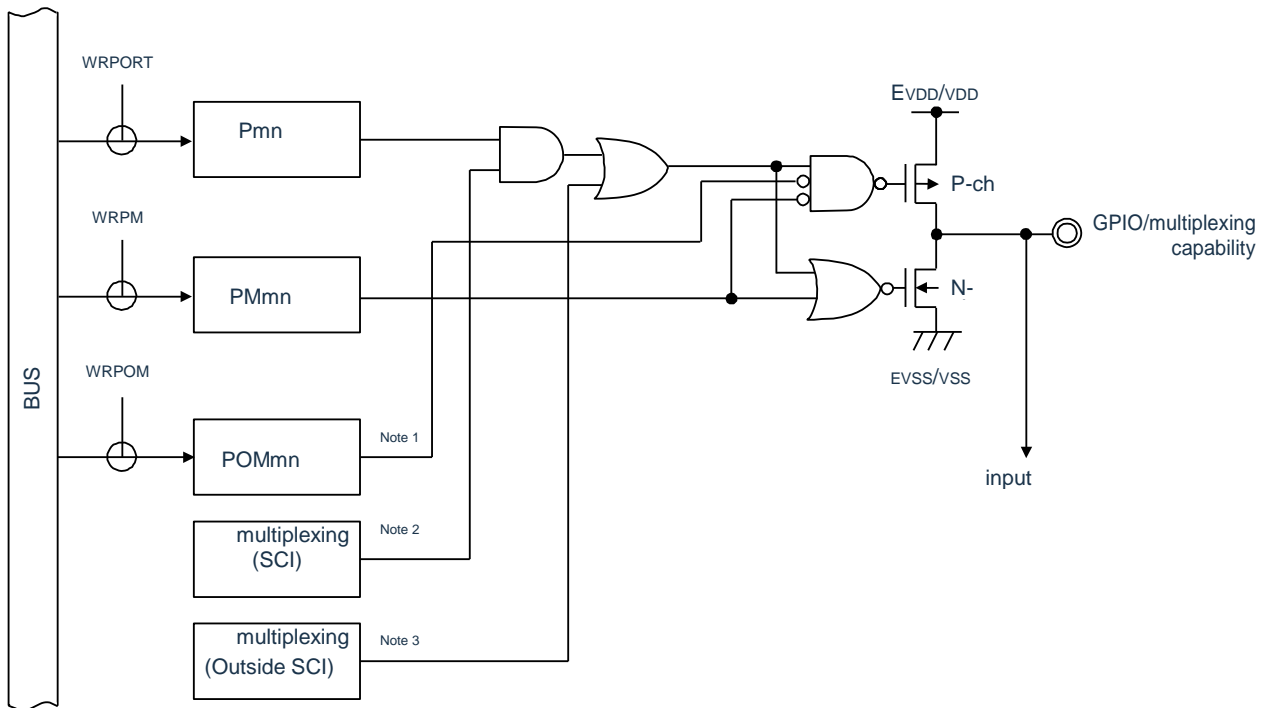 WRPORT
Pmn
EVDD/VDD
P-ch
WRPM
GPIO/multiplexing
capability
PMmn
N-
WRPOM
EVSS/VSS
BUS
Note 1
POMmn
input
multiplexing
(SCI)
Note 2
multiplexing
(Outside SCI)
Note 3